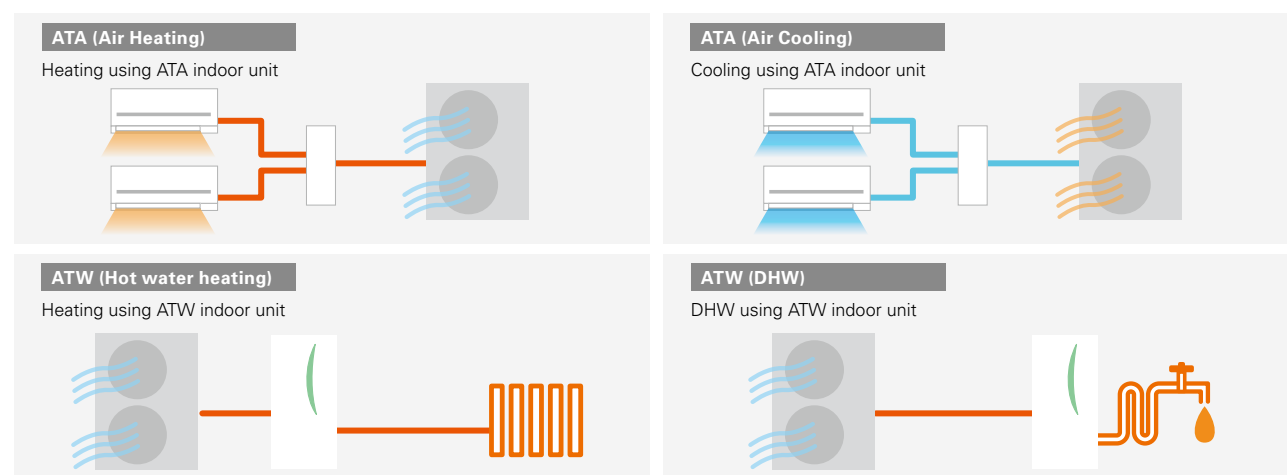 ATA (Air Heating)
Heating using ATA indoor unit
ATA (Air Cooling)
Cooling using ATA indoor unit
ATW (Hot water heating)
Heating using ATW indoor unit
ATW (DHW)
DHW using ATW indoor unit